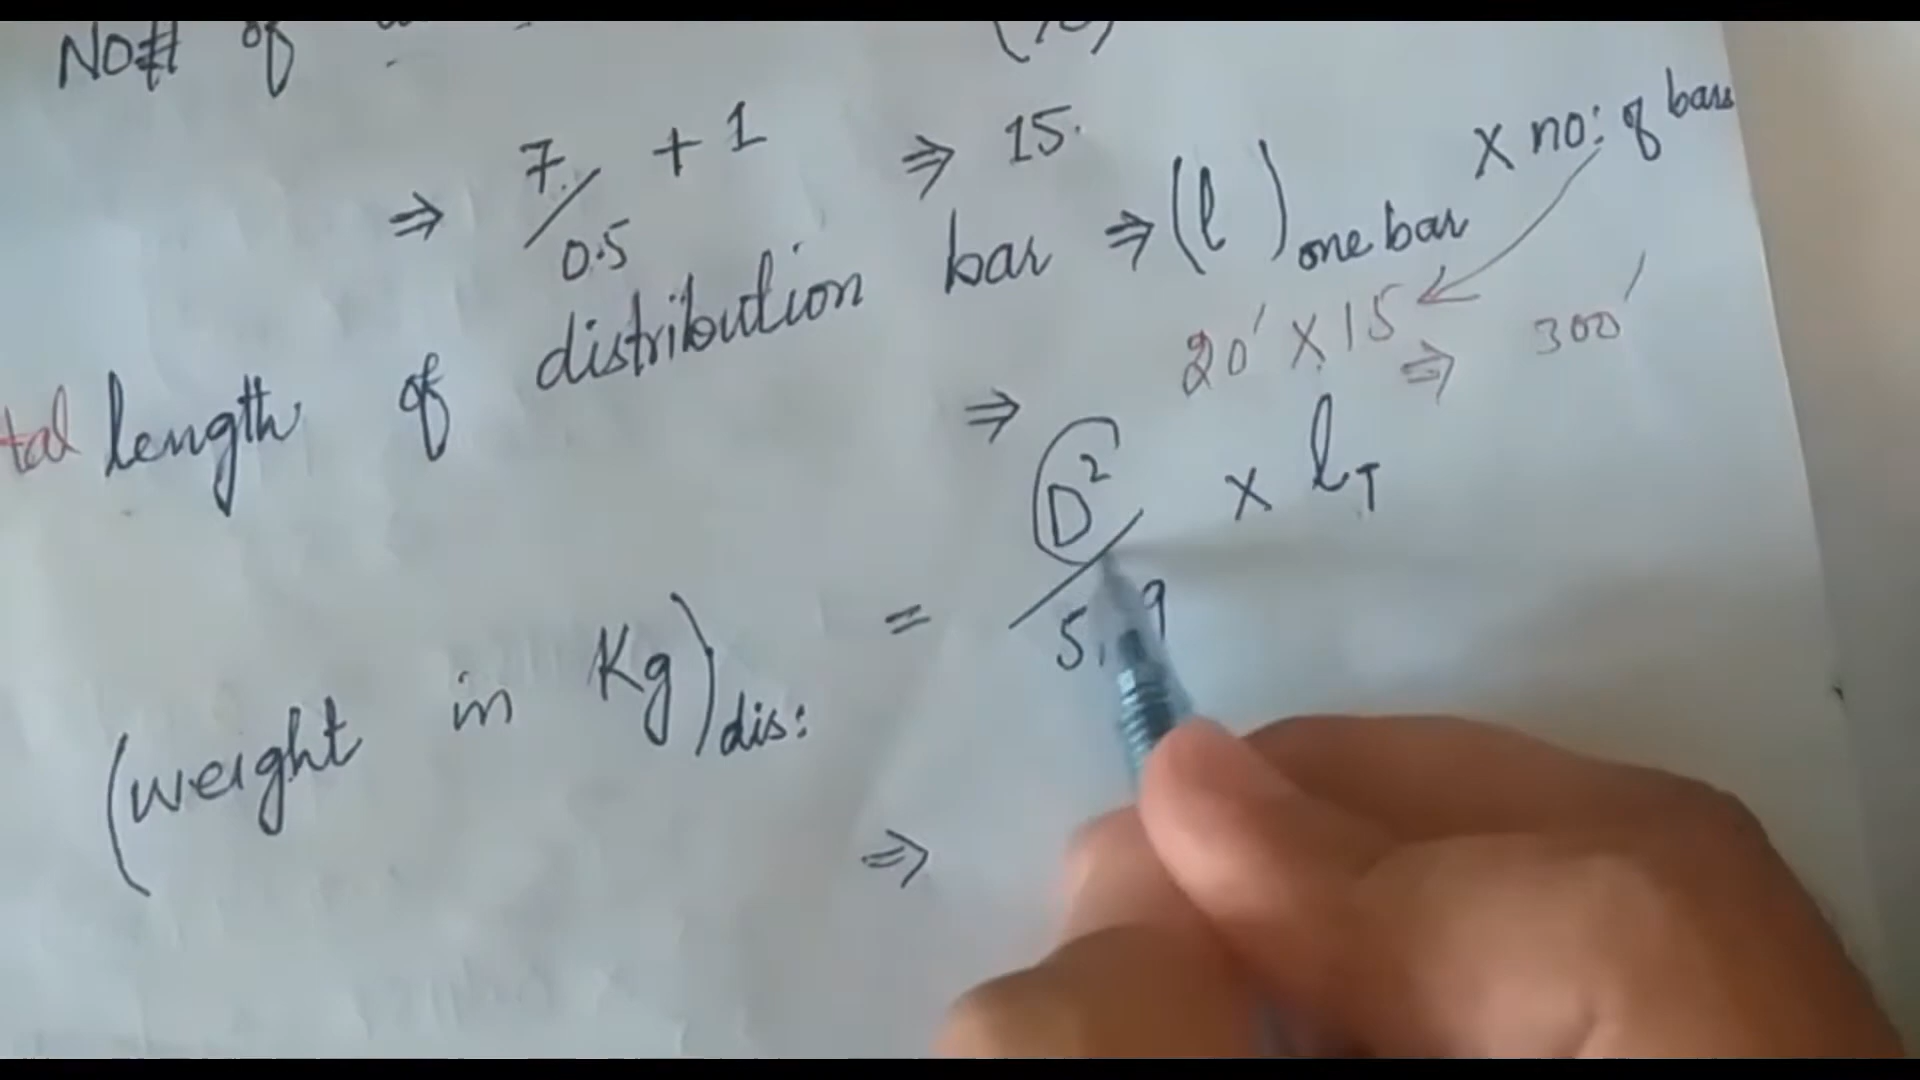 NO# of
⇒ 7/0.5 + 1 ⇒ 15.
tal length of distribution bar ⇒ (l) one bar X no: of bars
⇒ 20' X 15 ⇒ 300'
(weight in Kg) dis: = D²/ X lT
⇒